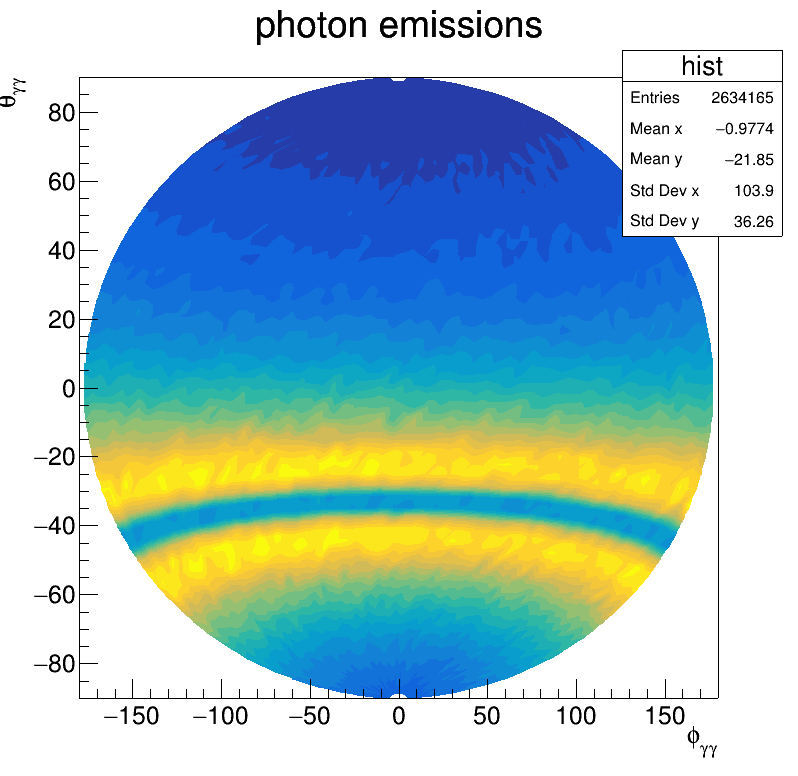 photon emissions
hist
Entries 2634165
Mean x −0.9774
Mean y −21.85
Std Dev x 103.9
Std Dev y 36.26
θγγ
80
60
40
20
0
−20
−40
−60
−80
−150 −100 −50 0 50 100 150
ϕγγ